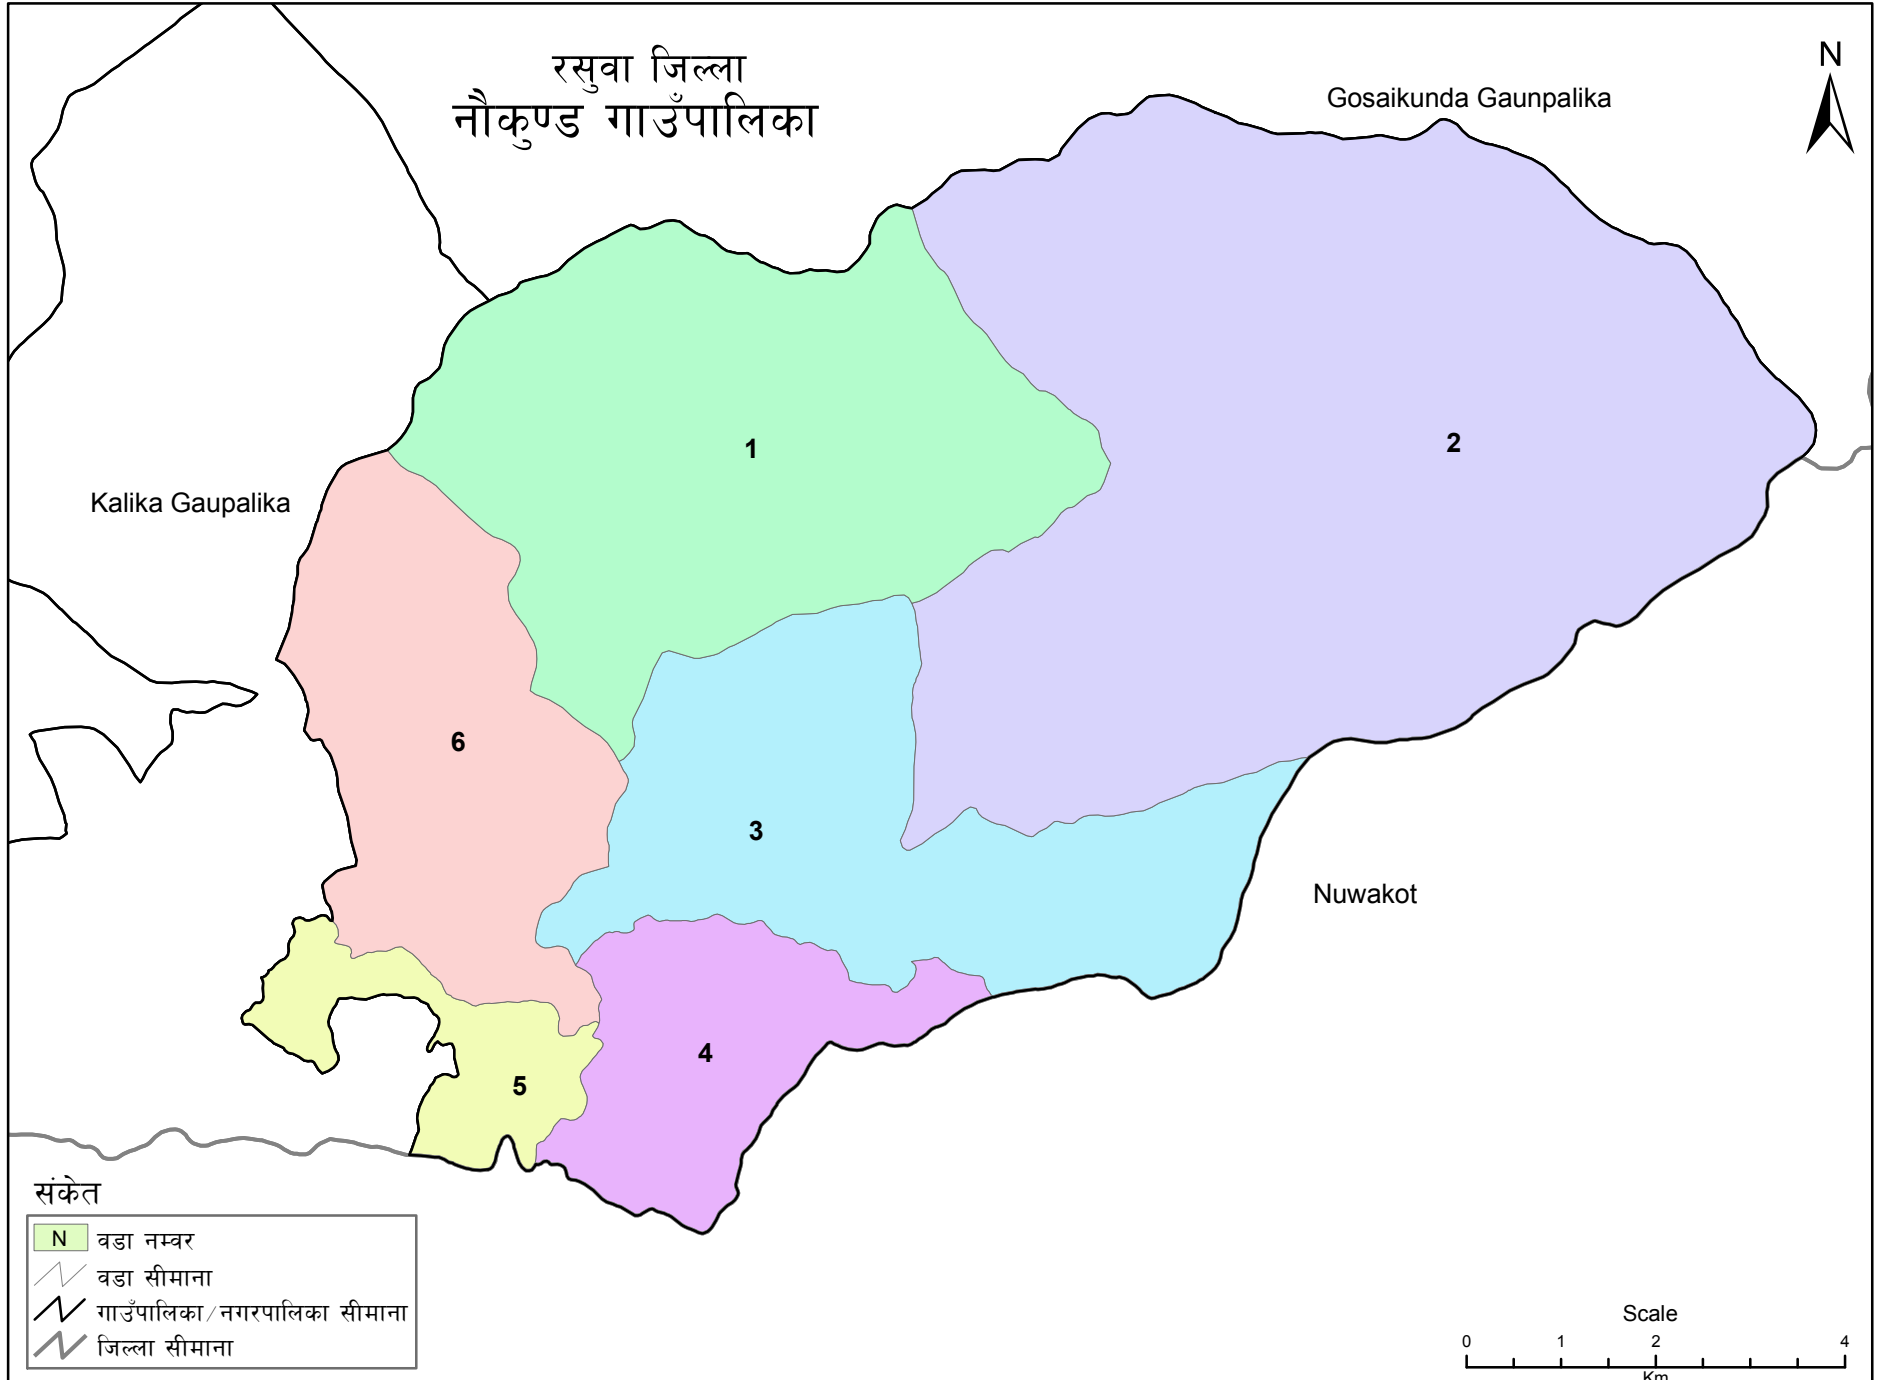 रसुवा जिल्ला
नौकुण्ड गाउँपालिका
N
Gosaikunda Gaunpalika
Kalika Gaupalika
1
2
6
3
Nuwakot
4
5
संकेत
N वडा नम्वर
वडा सीमाना
गाउँपालिका/नगरपालिका सीमाना
जिल्ला सीमाना
Scale
0 1 2 4
Km